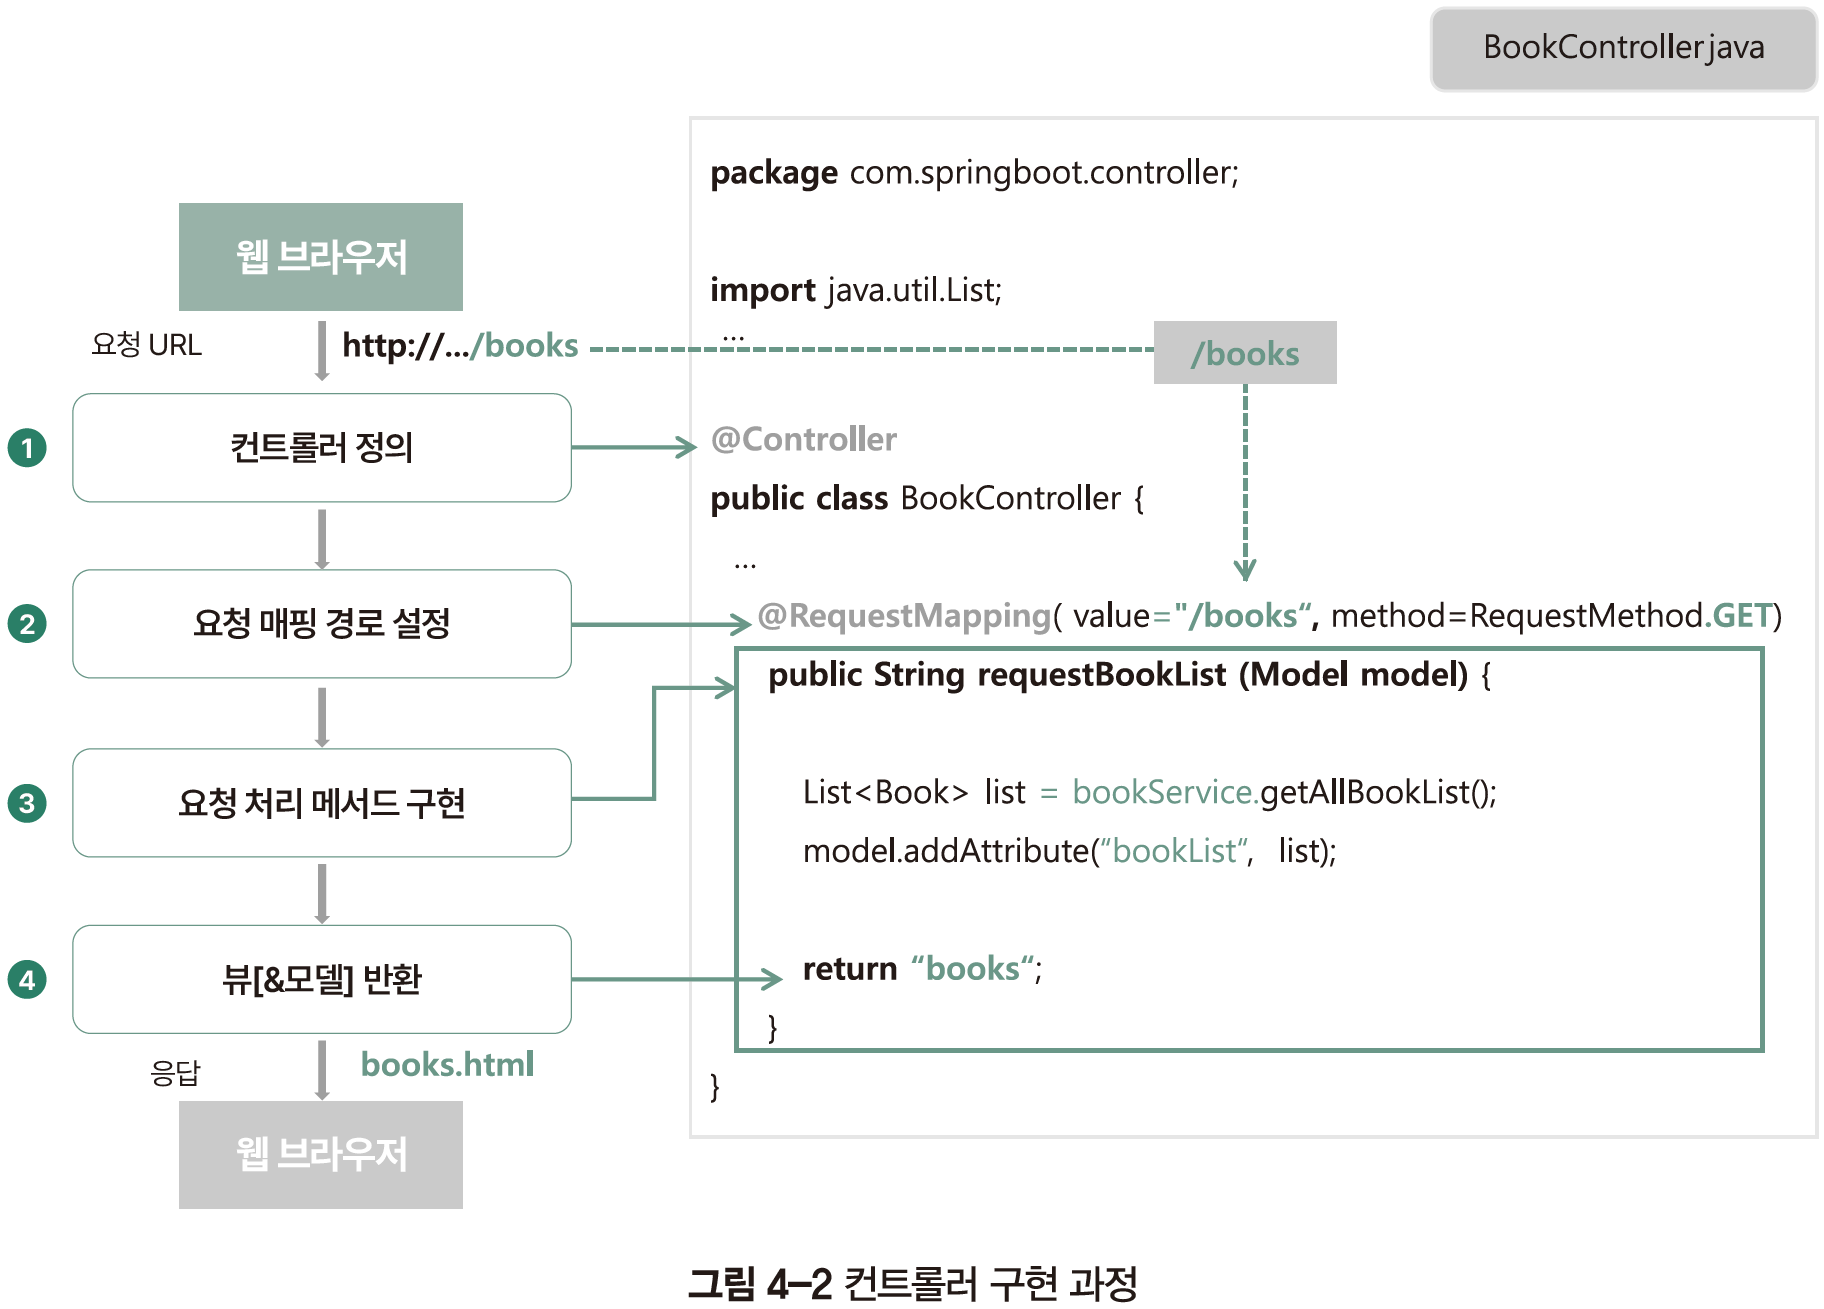 BookController.java
웹 브라우저
요청 URL
http://.../books
/books
1 컨트롤러 정의
2 요청 매핑 경로 설정
3 요청 처리 메서드 구현
4 뷰[&모델] 반환
응답
books.html
웹 브라우저
package com.springboot.controller;
import java.util.List;
...
@Controller
public class BookController {
...
@RequestMapping( value="/books“, method=RequestMethod.GET)
public String requestBookList (Model model) {
List<Book> list = bookService.getAllBookList();
model.addAttribute(“bookList“, list);
return “books“;
}
}
그림 4–2 컨트롤러 구현 과정